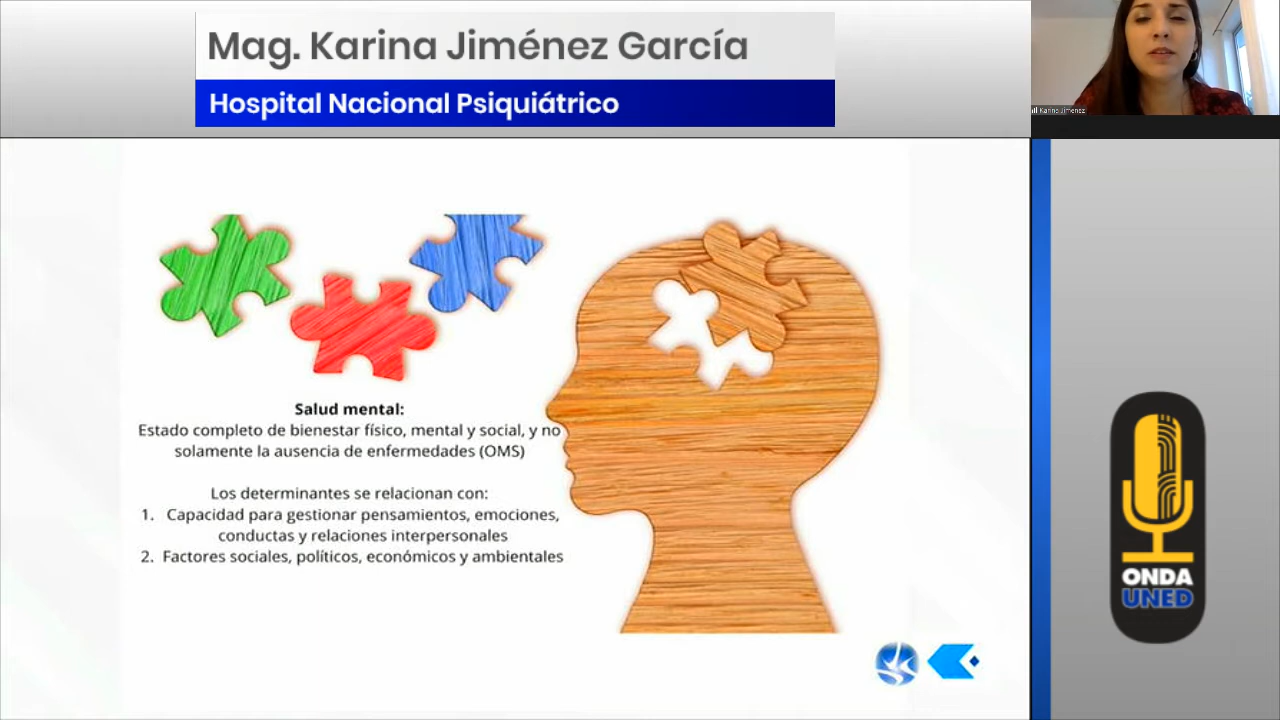 Mag. Karina Jiménez García
Hospital Nacional Psiquiátrico
Karina Jimenez
Salud mental:
Estado completo de bienestar físico, mental y social, y no
solamente la ausencia de enfermedades (OMS)
Los determinantes se relacionan con:
1. Capacidad para gestionar pensamientos, emociones,
conductas y relaciones interpersonales
2. Factores sociales, políticos, económicos y ambientales
ONDA
UNED